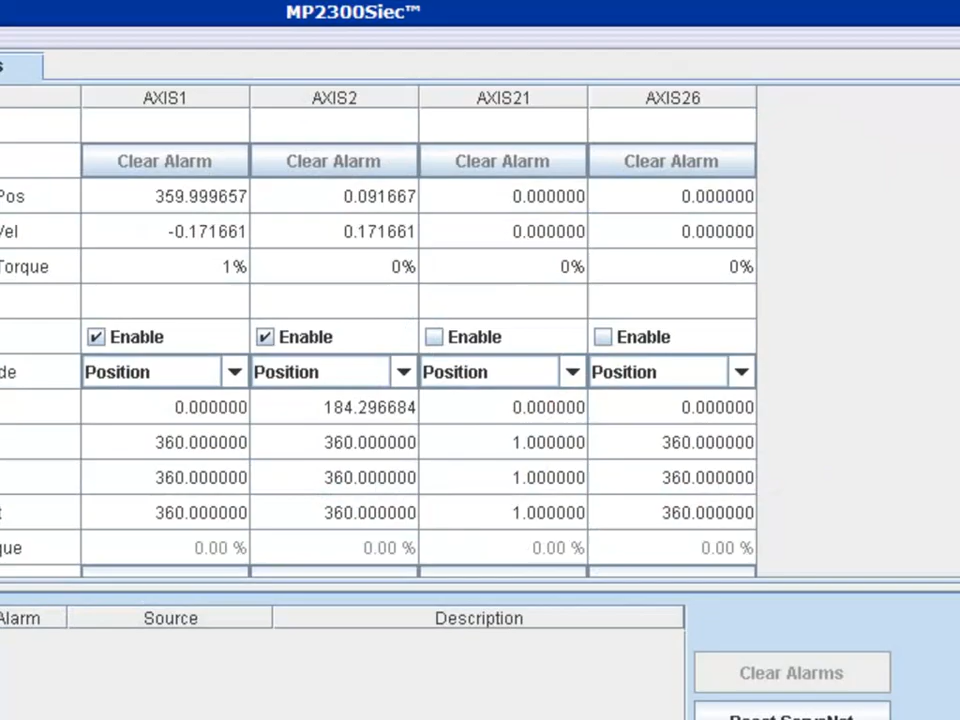 MP2300Siec™
s
AXIS1 AXIS2 AXIS21 AXIS26
Clear Alarm Clear Alarm Clear Alarm Clear Alarm
Pos 359.999657 0.091667 0.000000 0.000000
Vel -0.171661 0.171661 0.000000 0.000000
Torque 1% 0% 0% 0%
Enable Enable Enable Enable
de Position Position Position Position
0.000000 184.296684 0.000000 0.000000
360.000000 360.000000 1.000000 360.000000
360.000000 360.000000 1.000000 360.000000
t 360.000000 360.000000 1.000000 360.000000
que 0.00 % 0.00 % 0.00 % 0.00 %
Alarm Source Description
Clear Alarms
Reset ServoNet